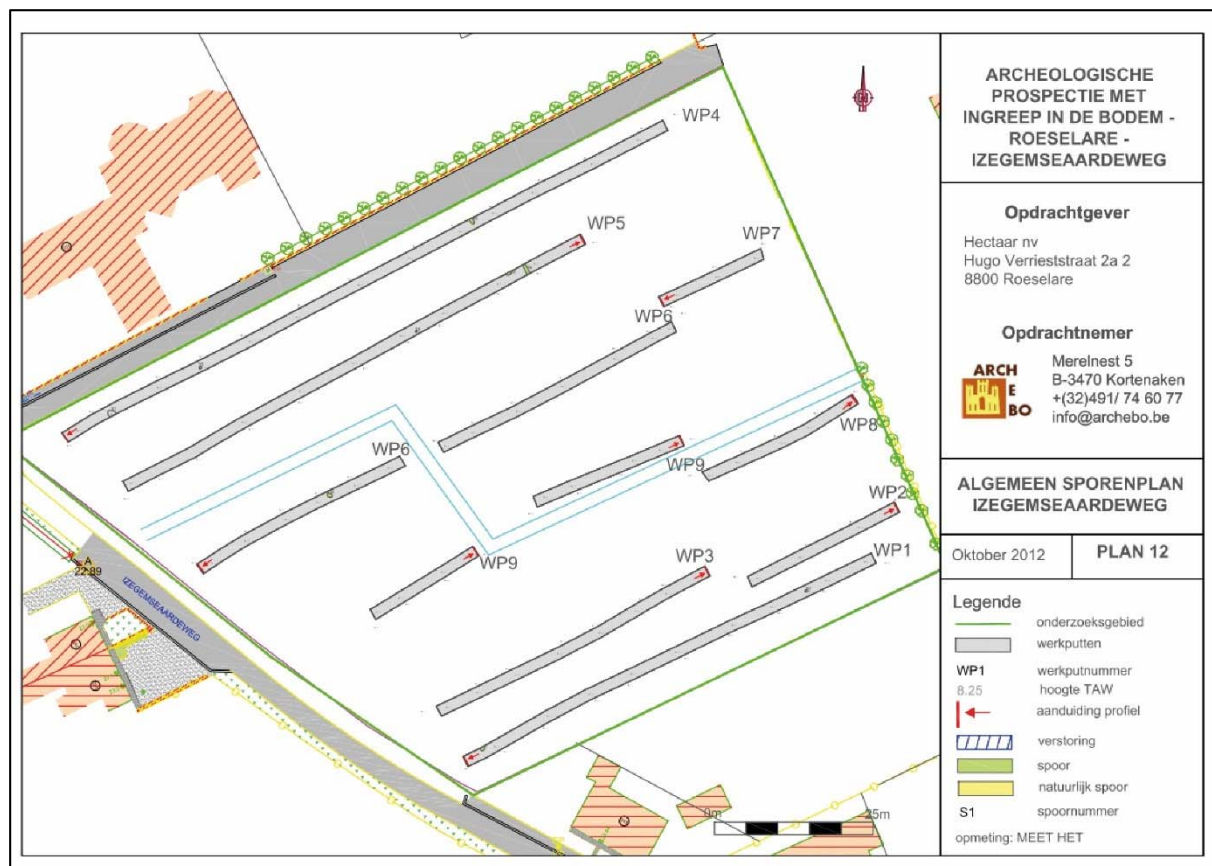 WP4
WP5
WP7
WP6
WP6
WP8
WP9
WP2
WP9
WP3
WP1
A
22.89
IZEGEMSEAARDEWEG
0m
25m
ARCHEOLOGISCHE
PROSPECTIE MET
INGREEP IN DE BODEM -
ROESELARE -
IZEGEMSEAARDEWEG
Opdrachtgever
Hectaar nv
Hugo Verrieststraat 2a 2
8800 Roeselare
Opdrachtnemer
ARCH
E
BO
Merelnest 5
B-3470 Kortenaken
+(32)491/ 74 60 77
info@archebo.be
ALGEMEEN SPORENPLAN
IZEGEMSEAARDEWEG
Oktober 2012
PLAN 12
Legende
onderzoeksgebied
werkputten
WP1 werkputnummer
8.25 hoogte TAW
aanduiding profiel
verstoring
spoor
natuurlijk spoor
S1 spoornummer
opmeting: MEET HET